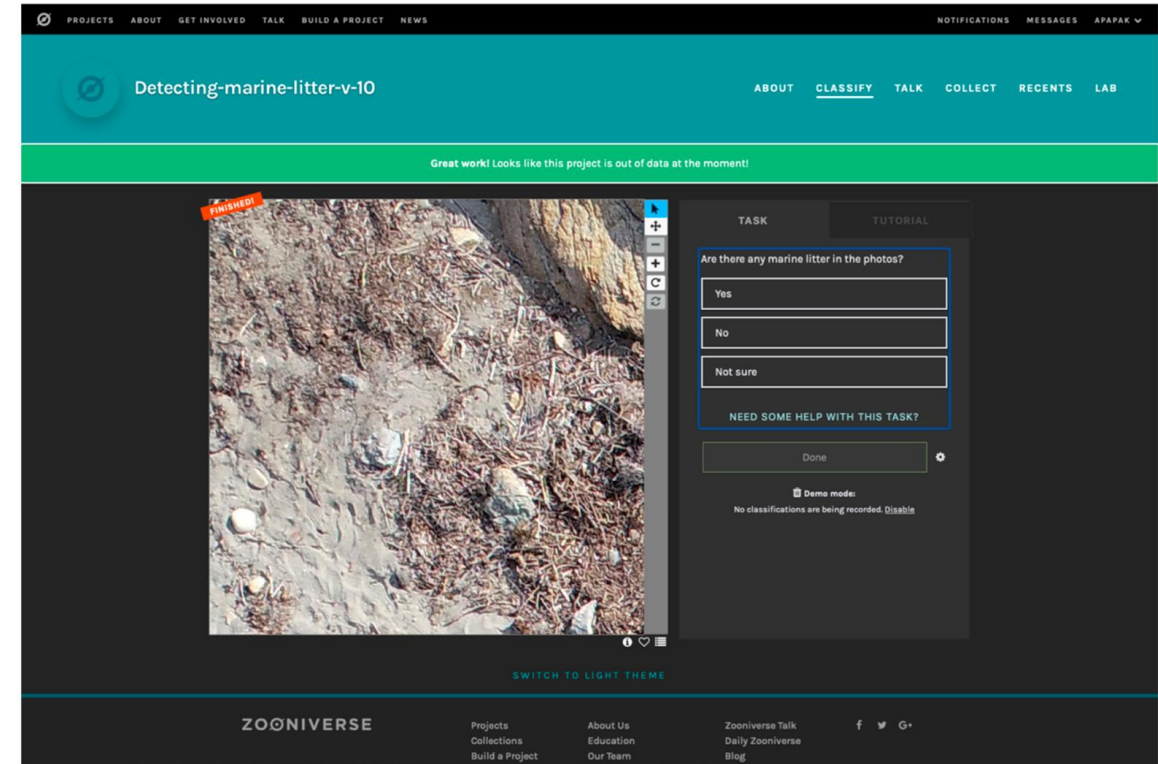 PROJECTS ABOUT GET INVOLVED TALK BUILD A PROJECT NEWS NOTIFICATIONS MESSAGES APAPAK
Detecting-marine-litter-v-10
ABOUT CLASSIFY TALK COLLECT RECENTS LAB
Great work! Looks like this project is out of data at the moment!
FINISHED!
TASK TUTORIAL
Are there any marine litter in the photos?
Yes
No
Not sure
NEED SOME HELP WITH THIS TASK?
Done
Demo mode:
No classifications are being recorded. Disable
SWITCH TO LIGHT THEME
ZOONIVERSE
Projects
Collections
Build a Project
About Us
Education
Our Team
Zooniverse Talk
Daily Zooniverse
Blog